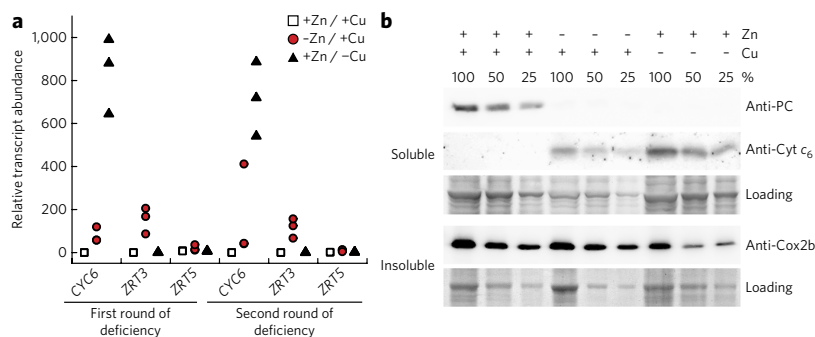 a
+Zn / +Cu
–Zn / +Cu
+Zn / –Cu
Relative transcript abundance
1,000
800
600
400
200
0
CYC6
ZRT3
ZRT5
CYC6
ZRT3
ZRT5
First round of
deficiency
Second round of
deficiency
b
+ + + – – – + + + Zn
+ + + + + + – – – Cu
100 50 25 100 50 25 100 50 25 %
Anti-PC
Soluble
Anti-Cyt c6
Loading
Insoluble
Anti-Cox2b
Loading